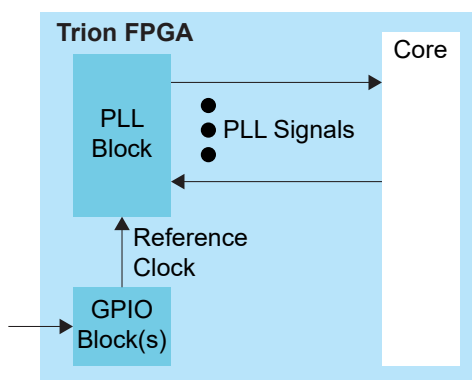 Trion FPGA
Core
PLL
Block
PLL Signals
Reference
Clock
GPIO
Block(s)